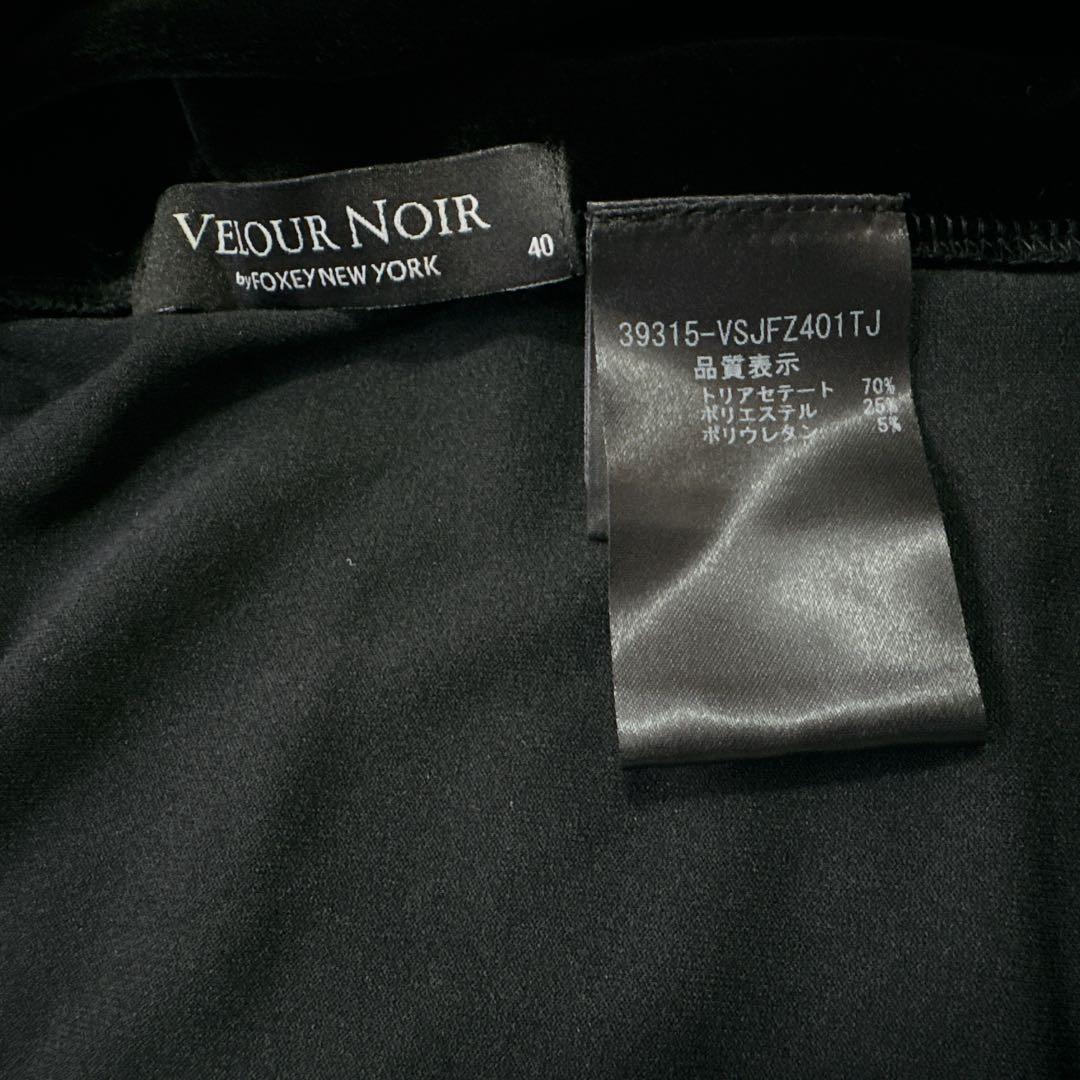 VELOUR NOIR
by FOXEY NEW YORK
40
39315-VSJFZ401TJ
品質表示
トリアセテート 70%
ポリエステル 25%
ポリウレタン 5%